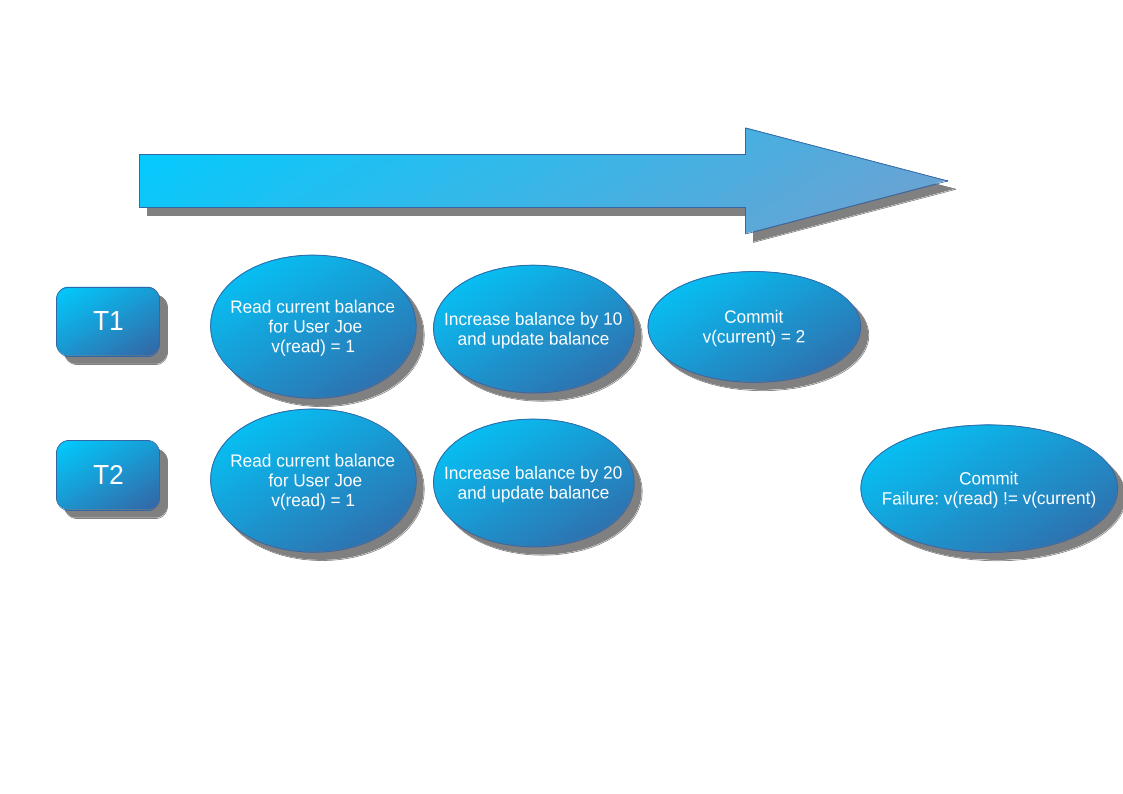 T1
Read current balance
for User Joe
v(read) = 1
Increase balance by 10
and update balance
Commit
v(current) = 2
T2
Read current balance
for User Joe
v(read) = 1
Increase balance by 20
and update balance
Commit
Failure: v(read) != v(current)